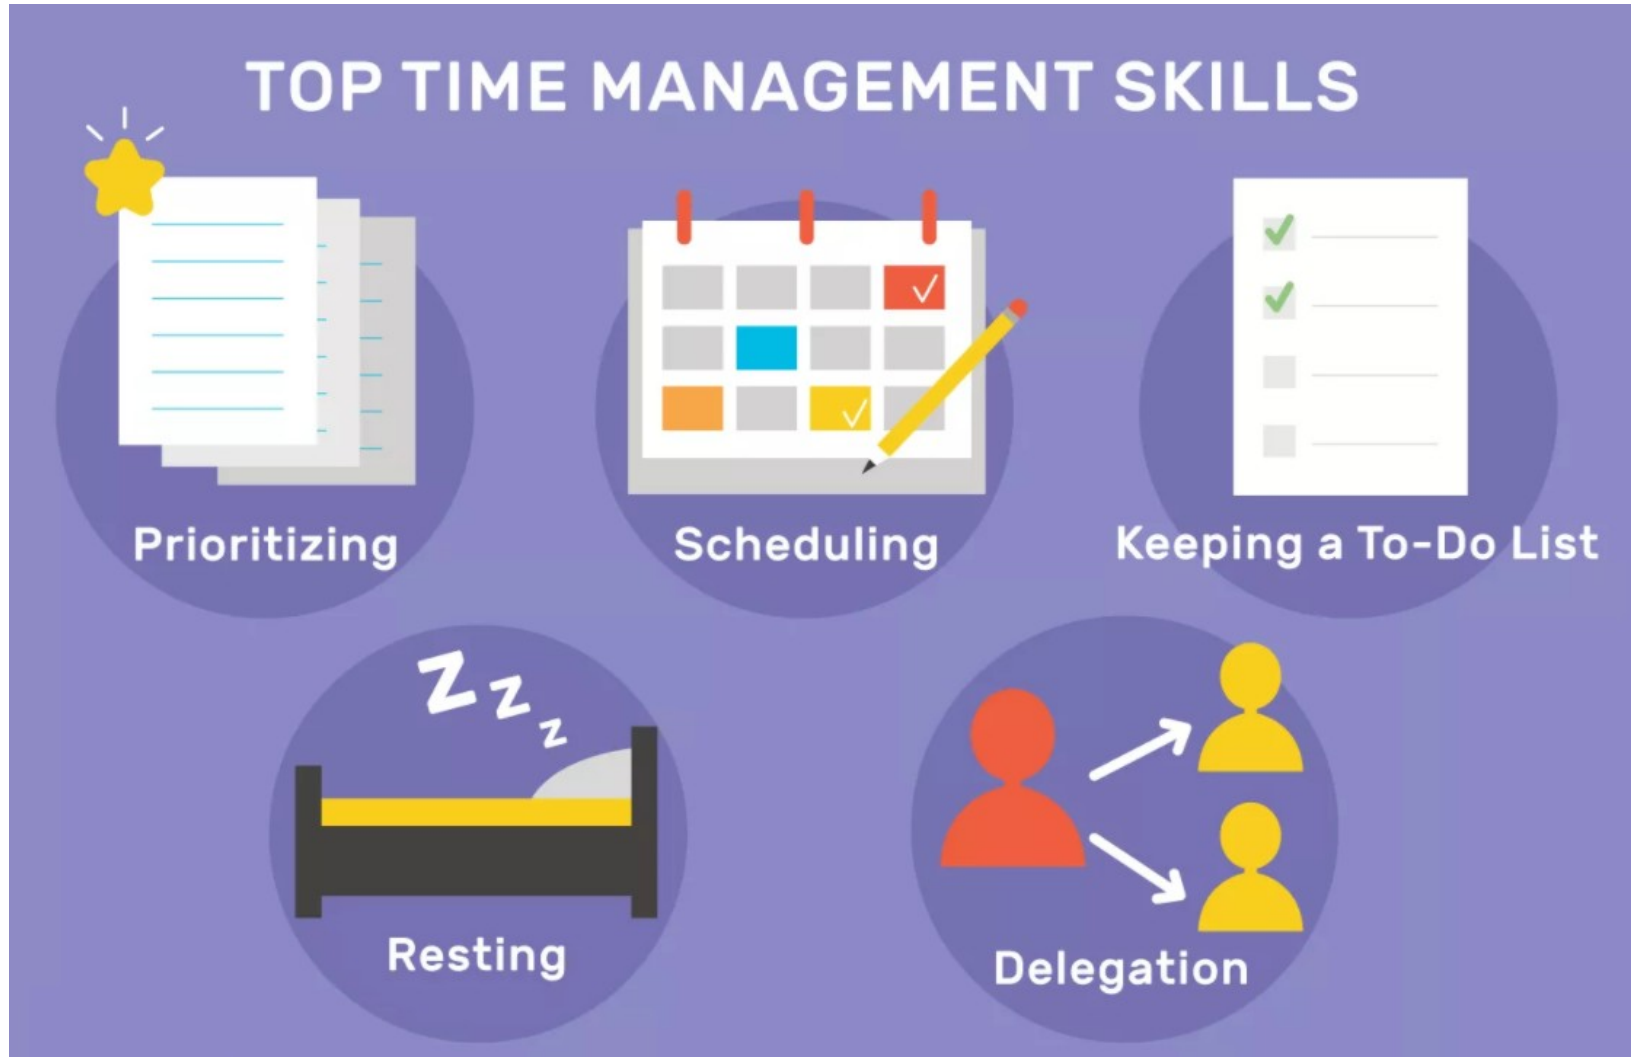 TOP TIME MANAGEMENT SKILLS
Prioritizing
Scheduling
Keeping a To-Do List
Z z z
Resting
Delegation